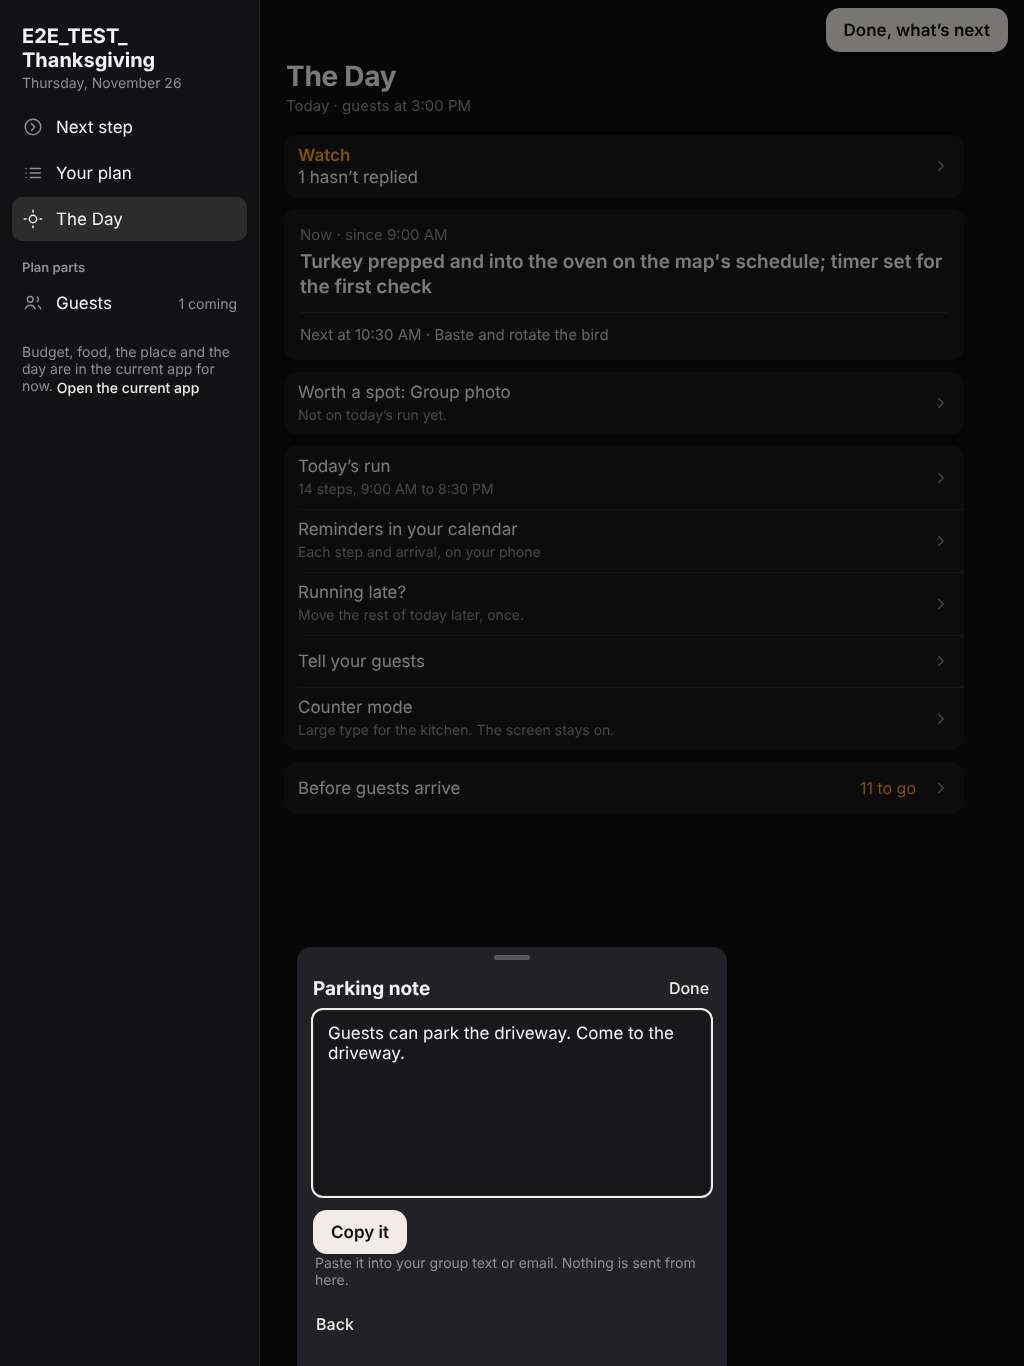 E2E_TEST_
Thanksgiving
Thursday, November 26
Next step
Your plan
The Day
Plan parts
Guests
1 coming
Budget, food, the place and the
day are in the current app for
now. Open the current app
Done, what’s next
The Day
Today · guests at 3:00 PM
Watch
1 hasn’t replied
Now · since 9:00 AM
Turkey prepped and into the oven on the map's schedule; timer set for
the first check
Next at 10:30 AM · Baste and rotate the bird
Worth a spot: Group photo
Not on today’s run yet.
Today’s run
14 steps, 9:00 AM to 8:30 PM
Reminders in your calendar
Each step and arrival, on your phone
Running late?
Move the rest of today later, once.
Tell your guests
Counter mode
Large type for the kitchen. The screen stays on.
Before guests arrive
11 to go
Parking note
Done
Guests can park the driveway. Come to the
driveway.
Copy it
Paste it into your group text or email. Nothing is sent from
here.
Back